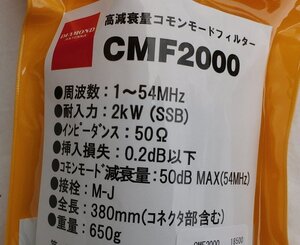 DIAMOND
ANTENNA
高減衰量コモンモードフィルター
CMF2000
●周波数：1～54MHz
●耐入力：2kW (SSB)
●インピーダンス：50Ω
●挿入損失：0.2dB以下
●コモンモード減衰量：50dB MAX(54MHz)
●接栓：M-J
●全長：380mm(コネクタ部含む)
●重量：650g
CMF2000 18500